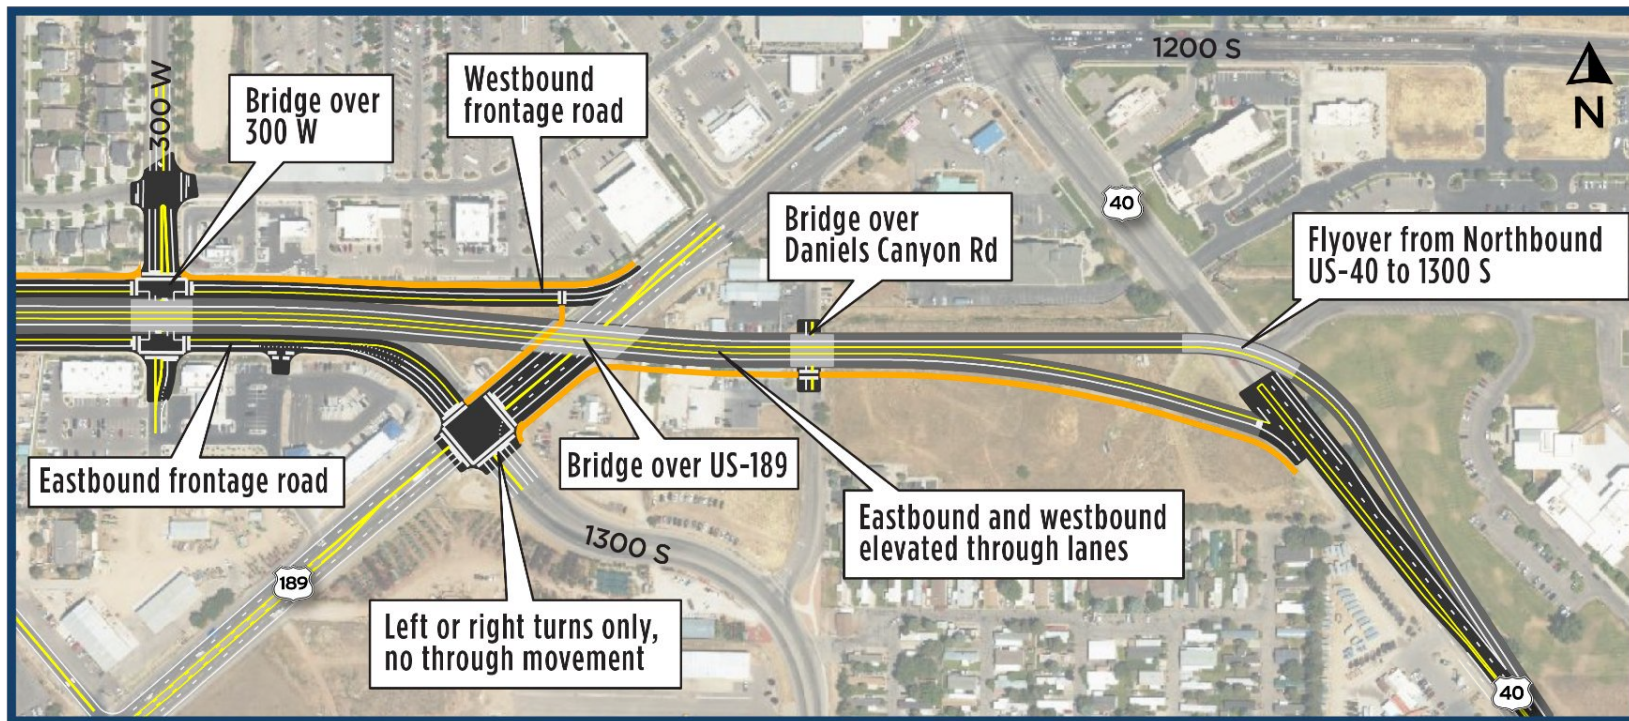 1200 S
N
300 W
Bridge over
300 W
Westbound
frontage road
40
Bridge over
Daniels Canyon Rd
Flyover from Northbound
US-40 to 1300 S
Eastbound frontage road
Bridge over US-189
Eastbound and westbound
elevated through lanes
1300 S
189
Left or right turns only,
no through movement
40